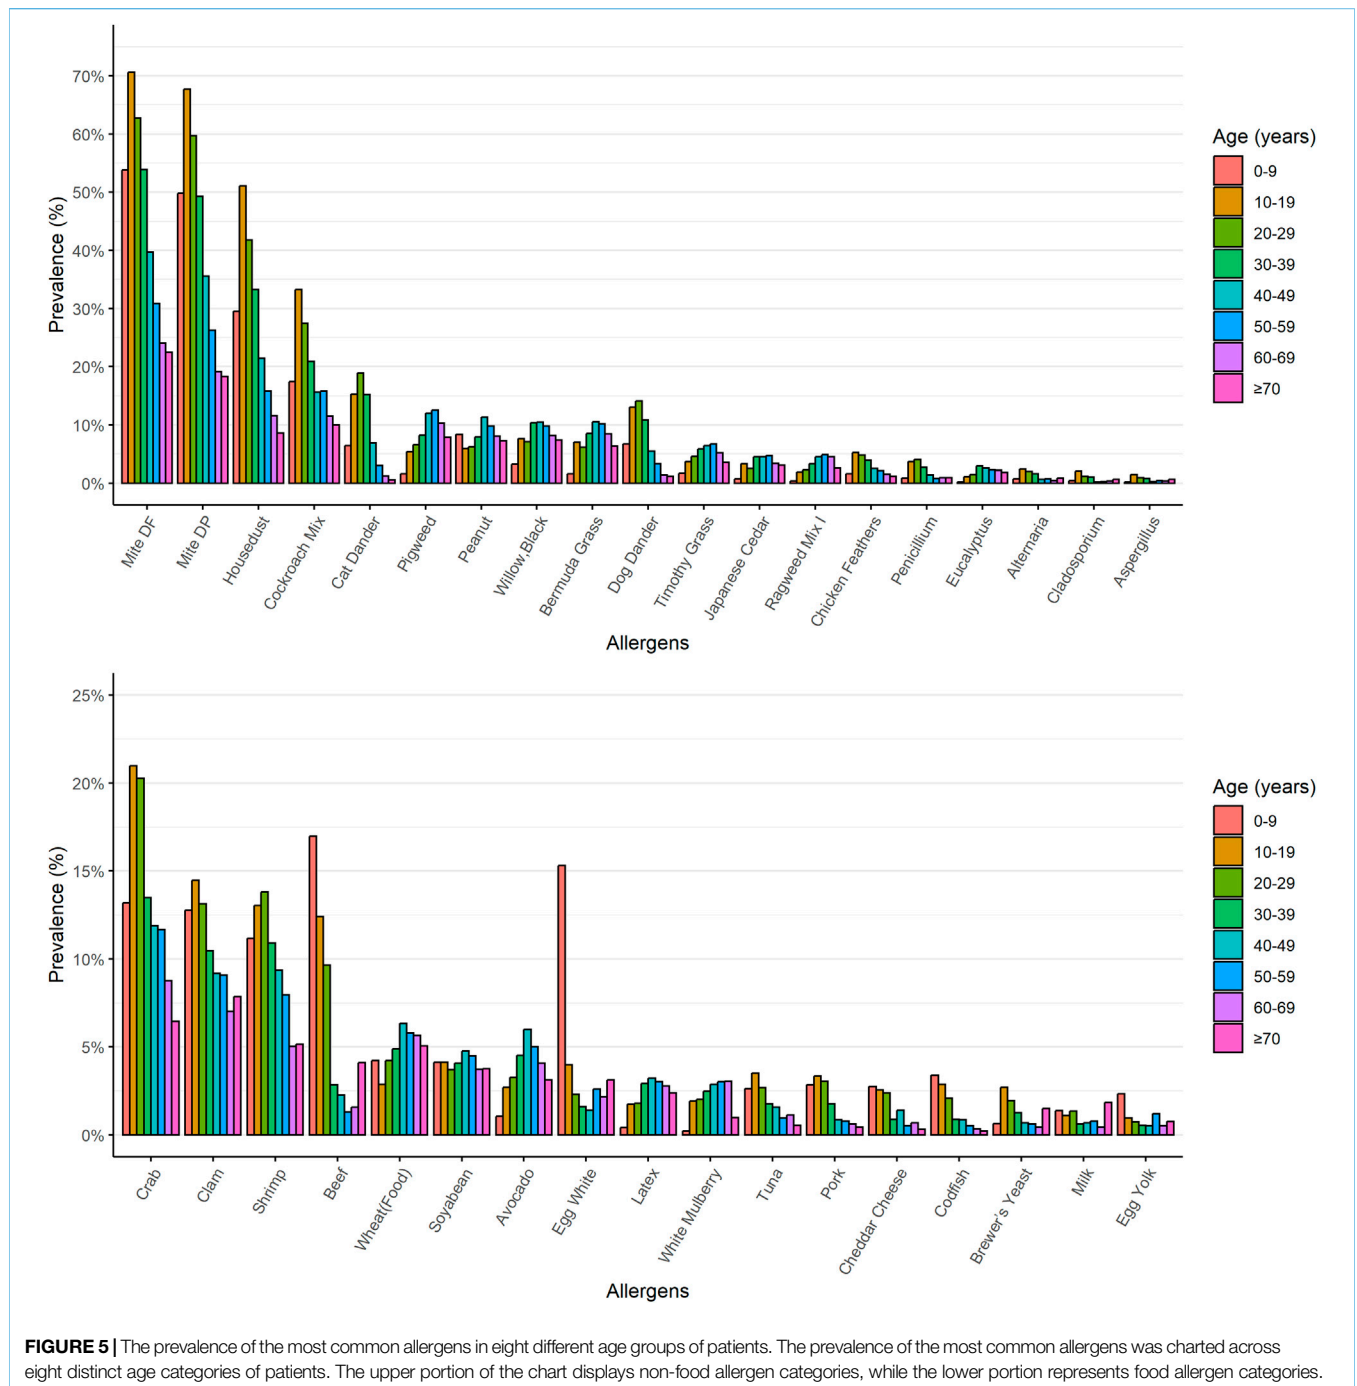 70%
60%
50%
40%
30%
20%
10%
0%
Prevalence (%)
Mite DF
Mite DP
Housedust
Cockroach Mix
Cat Dander
Pigweed
Peanut
Willow,Black
Bermuda Grass
Dog Dander
Timothy Grass
Japanese Cedar
Ragweed Mix I
Chicken Feathers
Penicillium
Eucalyptus
Alternaria
Cladosporium
Aspergillus
Allergens
Age (years)
0-9
10-19
20-29
30-39
40-49
50-59
60-69
≥70
25%
20%
15%
10%
5%
0%
Prevalence (%)
Crab
Clam
Shrimp
Beef
Wheat(Food)
Soyabean
Avocado
Egg White
Latex
White Mulberry
Tuna
Pork
Cheddar Cheese
Codfish
Brewer's Yeast
Milk
Egg Yolk
Allergens
Age (years)
0-9
10-19
20-29
30-39
40-49
50-59
60-69
≥70
FIGURE 5 | The prevalence of the most common allergens in eight different age groups of patients. The prevalence of the most common allergens was charted across
eight distinct age categories of patients. The upper portion of the chart displays non-food allergen categories, while the lower portion represents food allergen categories.